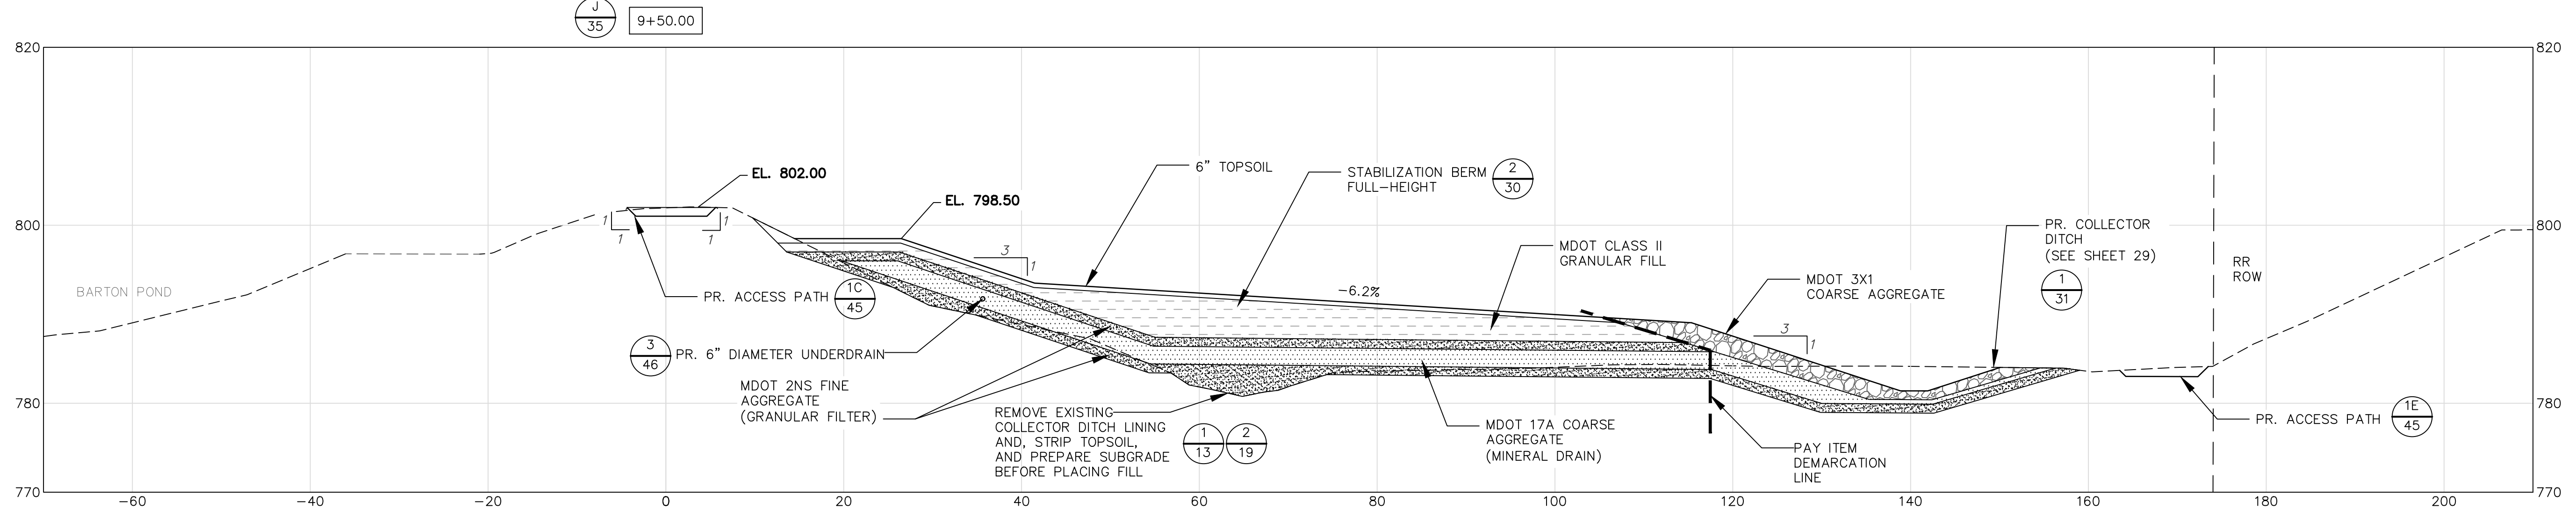 J
35
9+50.00
820
820
EL. 802.00
6” TOPSOIL
STABILIZATION BERM
FULL-HEIGHT
2
30
EL. 798.50
800
800
1
1
1
1
3
1
MDOT CLASS II
GRANULAR FILL
PR. COLLECTOR
DITCH
(SEE SHEET 29)
1
31
RR
ROW
BARTON POND
PR. ACCESS PATH
1C
45
-6.2%
MDOT 3X1
COARSE AGGREGATE
3
1
3
46
PR. 6” DIAMETER UNDERDRAIN
MDOT 2NS FINE
AGGREGATE
(GRANULAR FILTER)
780
780
REMOVE EXISTING
COLLECTOR DITCH LINING
AND, STRIP TOPSOIL,
AND PREPARE SUBGRADE
BEFORE PLACING FILL
1
13
2
19
MDOT 17A COARSE
AGGREGATE
(MINERAL DRAIN)
PAY ITEM
DEMARCATION
LINE
PR. ACCESS PATH
1E
45
770
770
-60
-40
-20
0
20
40
60
80
100
120
140
160
180
200